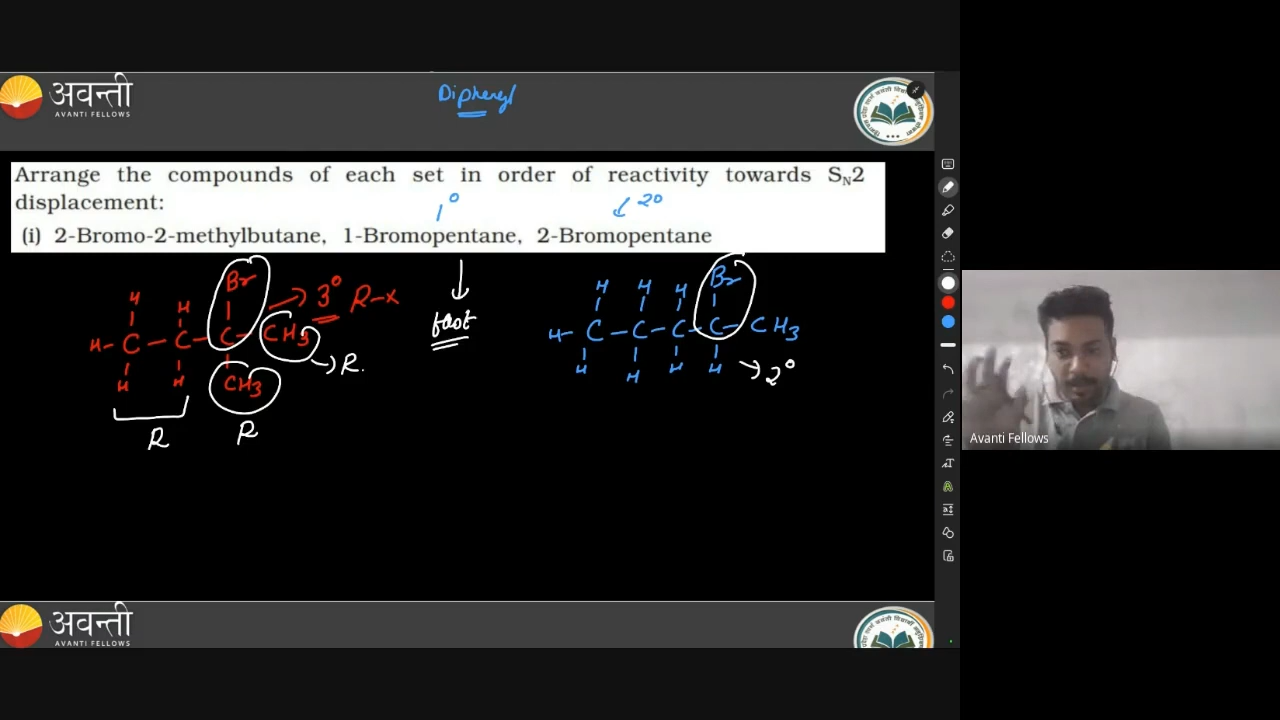 अवन्ती
AVANTI FELLOWS
Diphenyl
Arrange the compounds of each set in order of reactivity towards SN2
displacement:
1° 2°
(i) 2-Bromo-2-methylbutane, 1-Bromopentane, 2-Bromopentane
Br
H H
H-C-C-C-CH3
H H CH3
3° R-x
R
R R
fast
Br
H H H
H-C-C-C-C-CH3
H H H H
2°
Avanti Fellows
अवन्ती
AVANTI FELLOWS